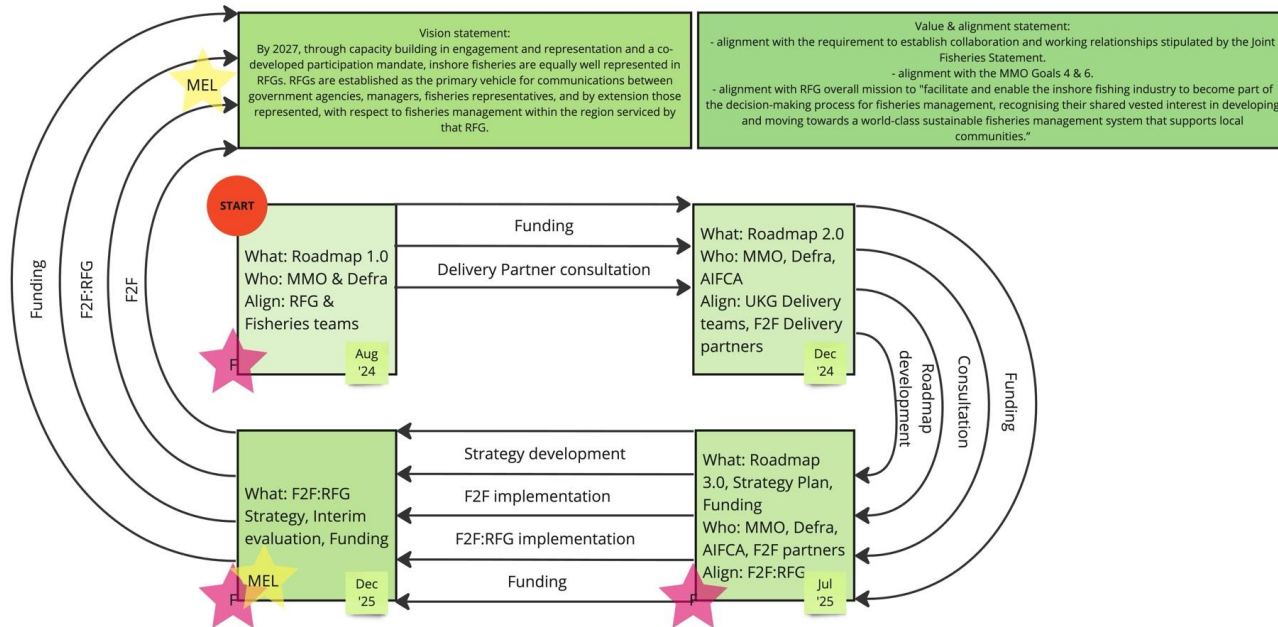 Vision statement:
By 2027, through capacity building in engagement and representation and a co-
developed participation mandate, inshore fisheries are equally well represented in
RFGs. RFGs are established as the primary vehicle for communications between
government agencies, managers, fisheries representatives, and by extension those
represented, with respect to fisheries management within the region serviced by
that RFG.
Value & alignment statement:
- alignment with the requirement to establish collaboration and working relationships stipulated by the Joint
Fisheries Statement.
- alignment with the MMO Goals 4 & 6.
- alignment with RFG overall mission to "facilitate and enable the inshore fishing industry to become part of
the decision-making process for fisheries management, recognising their shared vested interest in developing
and moving towards a world-class sustainable fisheries management system that supports local
communities.”
MEL
START
What: Roadmap 1.0
Who: MMO & Defra
Align: RFG &
Fisheries teams
F
Aug
'24
Funding
Delivery Partner consultation
What: Roadmap 2.0
Who: MMO, Defra,
AIFCA
Align: UKG Delivery
teams, F2F Delivery
partners
Dec
'24
Roadmap
development
Consultation
Funding
What: Roadmap
3.0, Strategy Plan,
Funding
Who: MMO, Defra,
AIFCA, F2F partners
Align: F2F:RFG
F
Jul
'25
Strategy development
F2F implementation
F2F:RFG implementation
Funding
What: F2F:RFG
Strategy, Interim
evaluation, Funding
F
MEL
Dec
'25
Funding
F2F:RFG
F2F